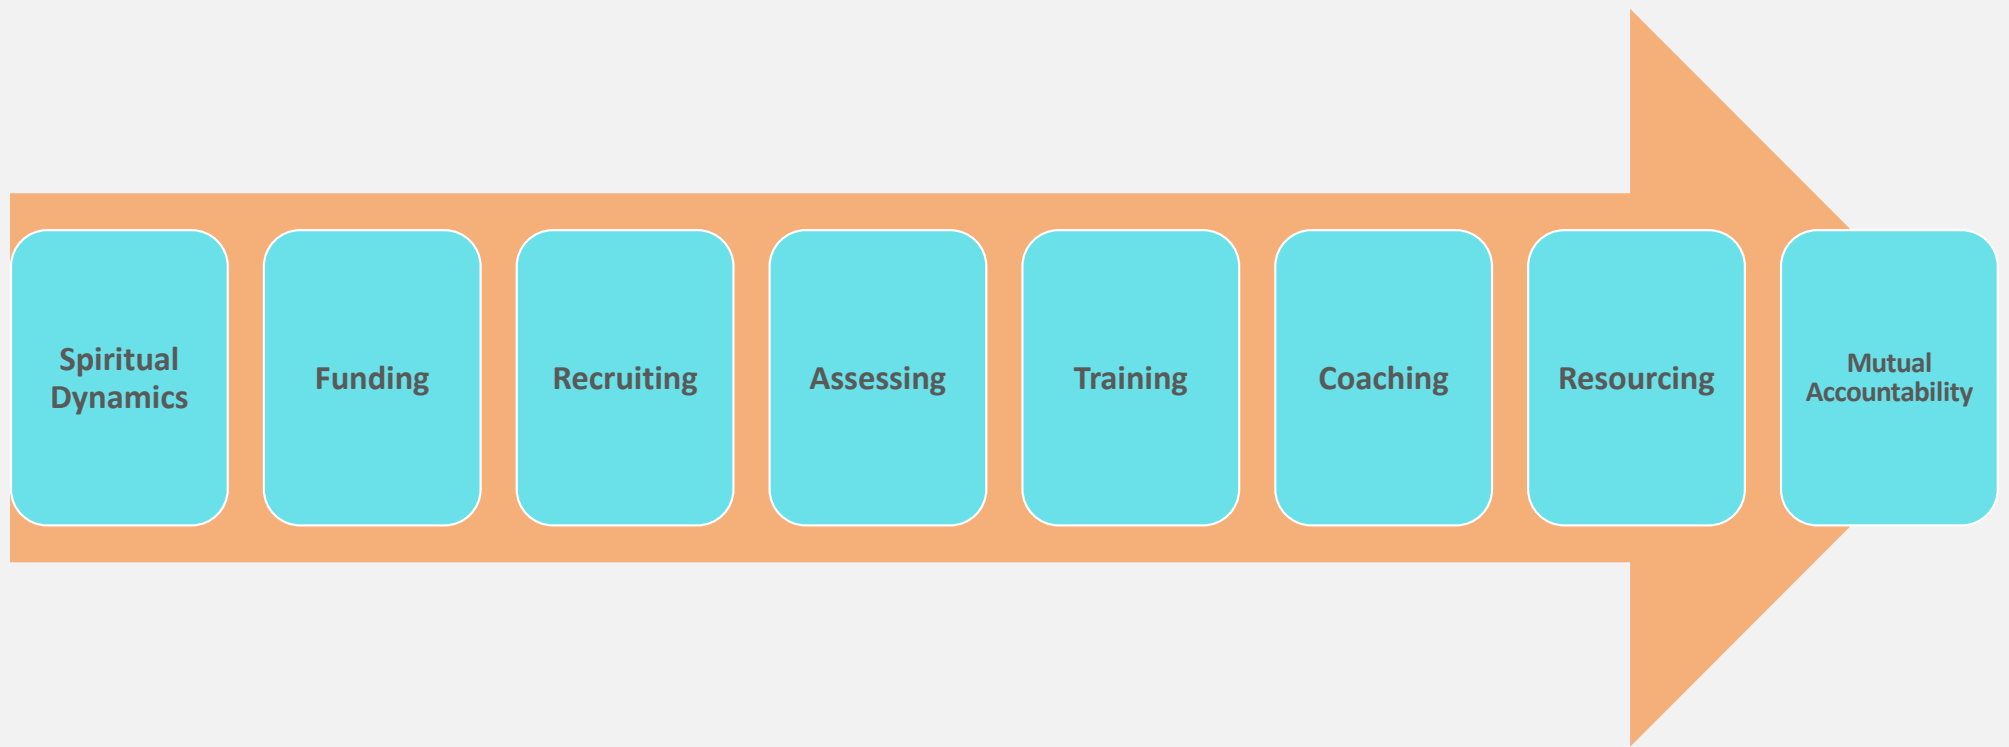 Spiritual
Dynamics
Funding
Recruiting
Assessing
Training
Coaching
Resourcing
Mutual
Accountability